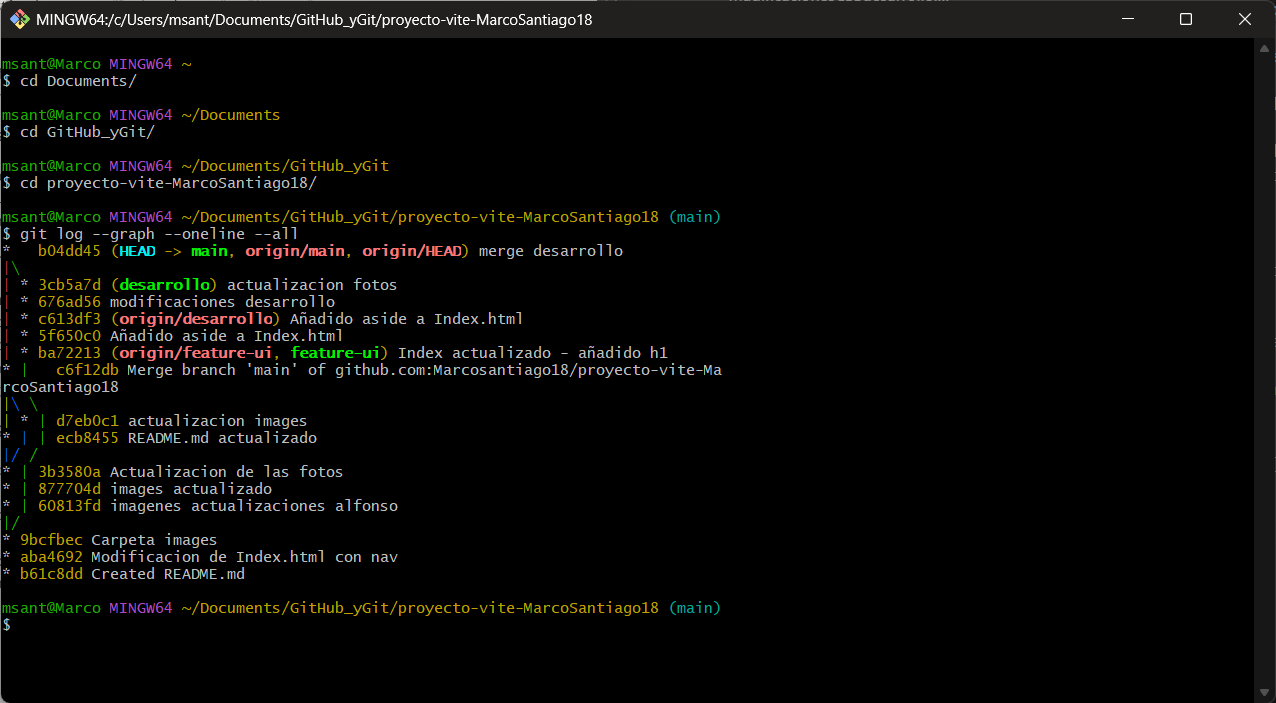 MINGW64:/c/Users/msant/Documents/GitHub_yGit/proyecto-vite-MarcoSantiago18
msant@Marco MINGW64 ~
$ cd Documents/
msant@Marco MINGW64 ~/Documents
$ cd GitHub_yGit/
msant@Marco MINGW64 ~/Documents/GitHub_yGit
$ cd proyecto-vite-MarcoSantiago18/
msant@Marco MINGW64 ~/Documents/GitHub_yGit/proyecto-vite-MarcoSantiago18 (main)
$ git log --graph --oneline --all
*   b04dd45 (HEAD -> main, origin/main, origin/HEAD) merge desarrollo
|\
| * 3cb5a7d (desarrollo) actualizacion fotos
| * 676ad56 modificaciones desarrollo
| * c613df3 (origin/desarrollo) Añadido aside a Index.html
| * 5f650c0 Añadido aside a Index.html
| * ba72213 (origin/feature-ui, feature-ui) Index actualizado - añadido h1
* |   c6f12db Merge branch 'main' of github.com:Marcosantiago18/proyecto-vite-Ma
rcoSantiago18
|\ \
| * | d7eb0c1 actualizacion images
* | | ecb8455 README.md actualizado
|/ /
* | 3b3580a Actualizacion de las fotos
* | 877704d images actualizado
* | 60813fd imagenes actualizaciones alfonso
|/
* 9bcfbec Carpeta images
* aba4692 Modificacion de Index.html con nav
* b61c8dd Created README.md
msant@Marco MINGW64 ~/Documents/GitHub_yGit/proyecto-vite-MarcoSantiago18 (main)
$